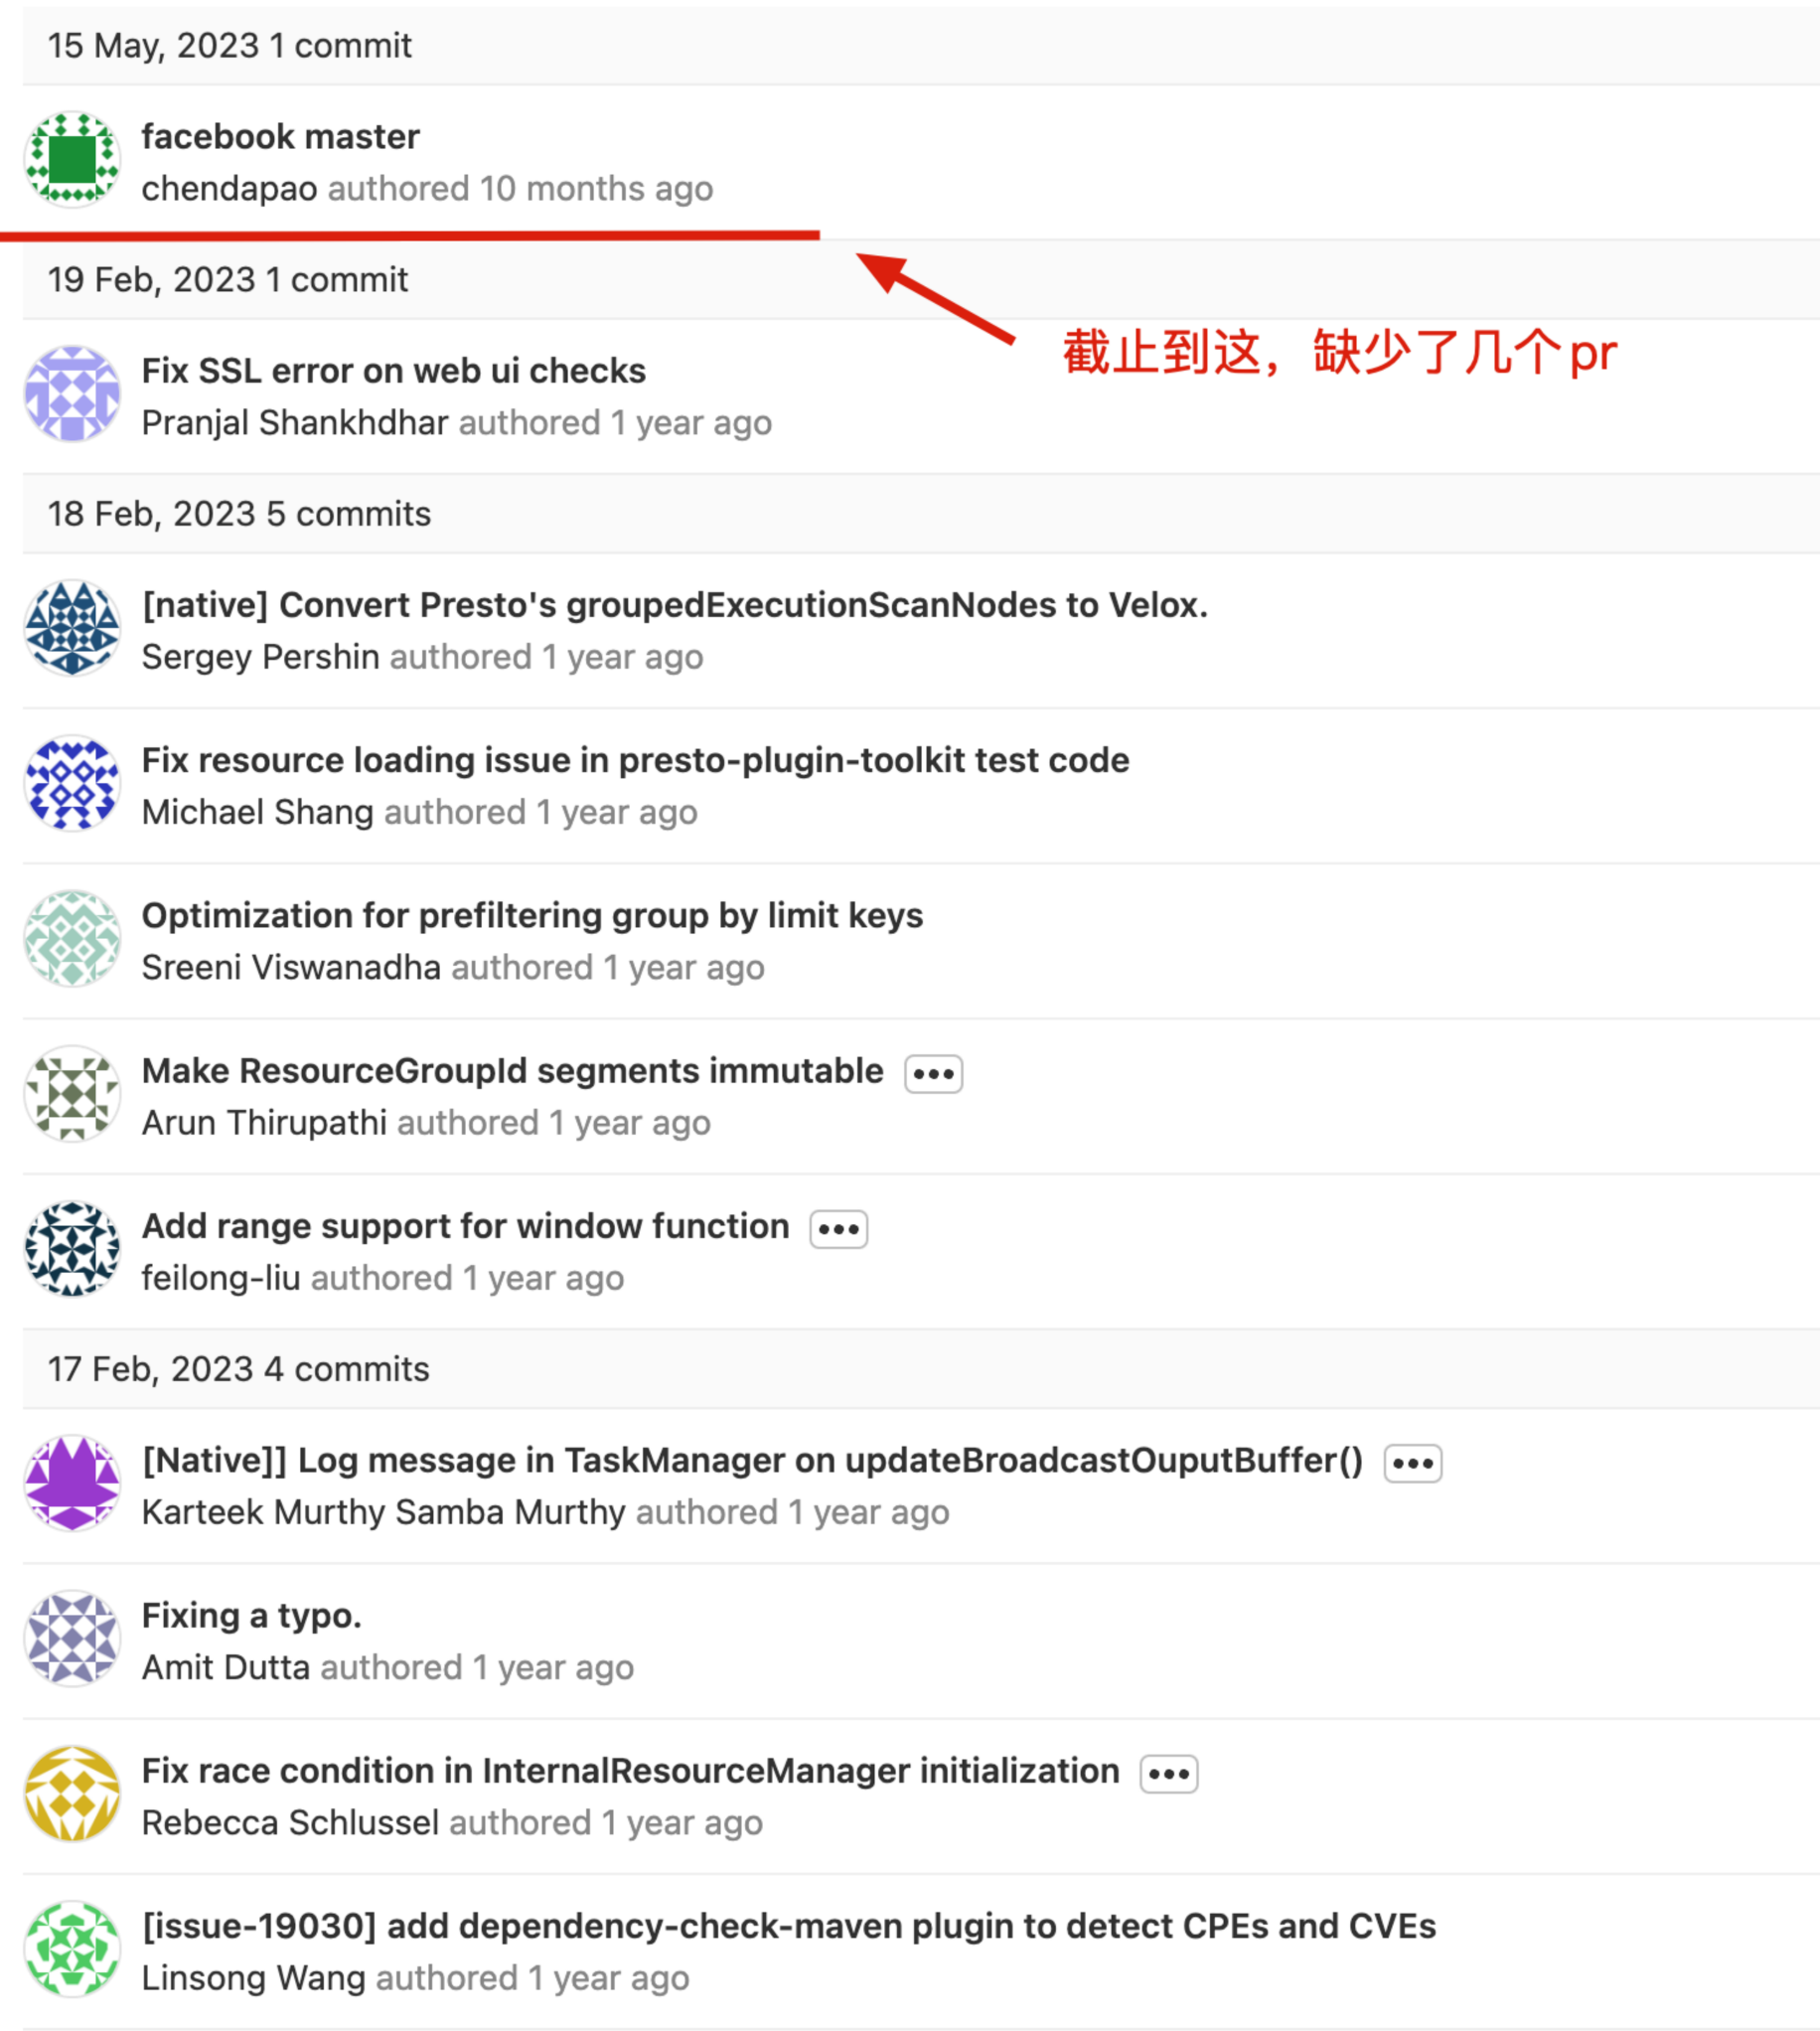 15 May, 2023 1 commit
facebook master
chendapao authored 10 months ago
19 Feb, 2023 1 commit
截止到这，缺少了几个pr
Fix SSL error on web ui checks
Pranjal Shankhdhar authored 1 year ago
18 Feb, 2023 5 commits
[native] Convert Presto's groupedExecutionScanNodes to Velox.
Sergey Pershin authored 1 year ago
Fix resource loading issue in presto-plugin-toolkit test code
Michael Shang authored 1 year ago
Optimization for prefiltering group by limit keys
Sreeni Viswanadha authored 1 year ago
Make ResourceGroupId segments immutable
Arun Thirupathi authored 1 year ago
Add range support for window function
feilong-liu authored 1 year ago
17 Feb, 2023 4 commits
[Native]] Log message in TaskManager on updateBroadcastOuputBuffer()
Karteek Murthy Samba Murthy authored 1 year ago
Fixing a typo.
Amit Dutta authored 1 year ago
Fix race condition in InternalResourceManager initialization
Rebecca Schlussel authored 1 year ago
[issue-19030] add dependency-check-maven plugin to detect CPEs and CVEs
Linsong Wang authored 1 year ago